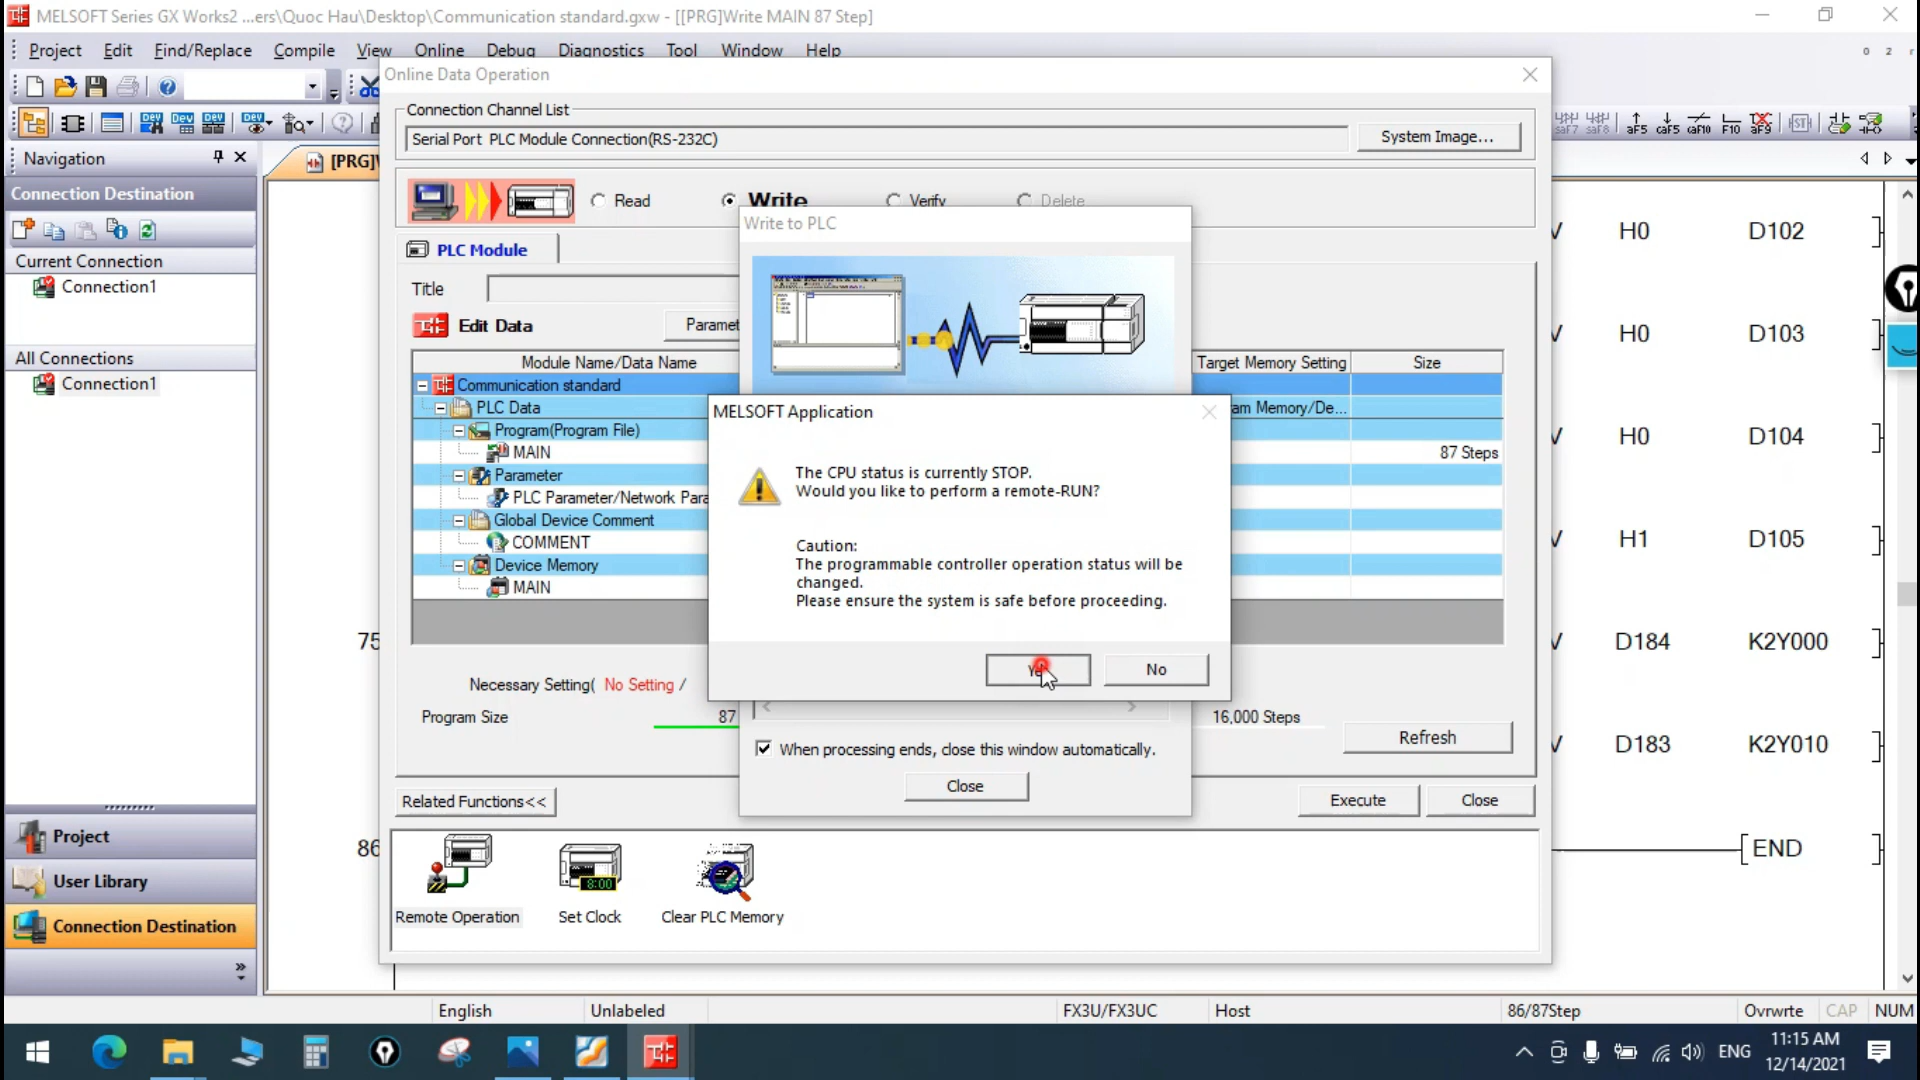 MELSOFT Series GX Works2 ...ers\Quoc Hau\Desktop\Communication standard.gxw - [[PRG]Write MAIN 87 Step]
Project Edit Find/Replace Compile View Online Debug Diagnostics Tool Window Help
Online Data Operation
Connection Channel List
Serial Port PLC Module Connection(RS-232C)
System Image...
Navigation
[PRG]
Connection Destination
Read
Write
Verify
Delete
Write to PLC
PLC Module
Current Connection
Connection1
Title
Edit Data
All Connections
Connection1
Module Name/Data Name
Target Memory Setting
Size
Communication standard
PLC Data
Program(Program File)
MAIN
87 Steps
Parameter
PLC Parameter/Network Para
Global Device Comment
COMMENT
Device Memory
MAIN
MELSOFT Application
The CPU status is currently STOP.
Would you like to perform a remote-RUN?
Caution:
The programmable controller operation status will be
changed.
Please ensure the system is safe before proceeding.
No
Necessary Setting( No Setting /
Program Size
87
16,000 Steps
Refresh
When processing ends, close this window automatically.
Close
Related Functions<<
Execute
Close
Remote Operation
Set Clock
8:00
Clear PLC Memory
Project
User Library
Connection Destination
H0 D102
H0 D103
H0 D104
H1 D105
75
D184 K2Y000
D183 K2Y010
86
END
aF5 caF5 caF10 F10 aF9
English
Unlabeled
FX3U/FX3UC
Host
86/87Step
Ovrwrte
CAP
NUM
ENG
11:15 AM
12/14/2021